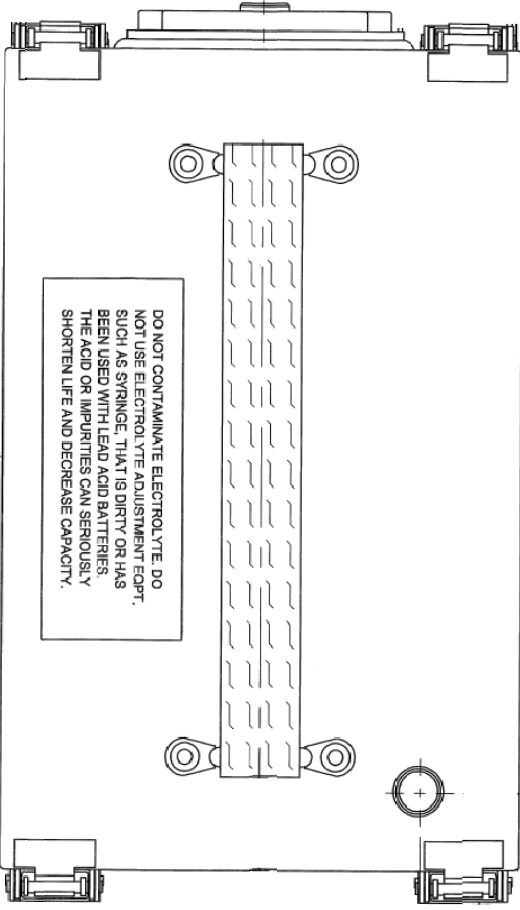 DO NOT CONTAMINATE ELECTROLYTE. DO
NOT USE ELECTROLYTE ADJUSTMENT EQPT,
SUCH AS SYRINGE, THAT IS DIRTY OR HAS
BEEN USED WITH LEAD ACID BATTERIES.
THE ACID OR IMPURITIES CAN SERIOUSLY
SHORTEN LIFE AND DECREASE CAPACITY.